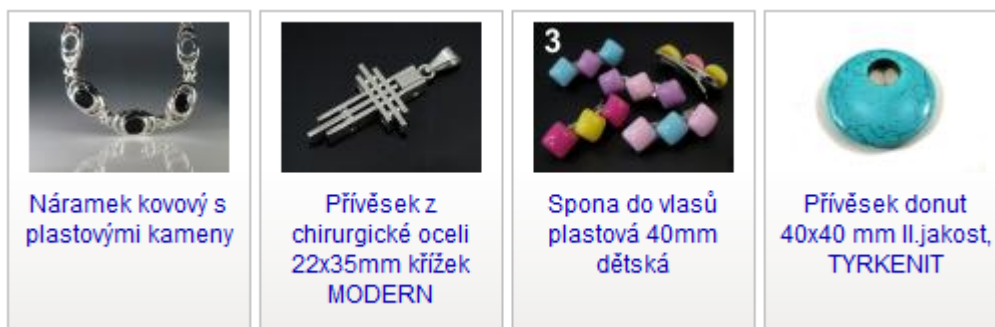 Náramek kovový s
plastovými kameny
Přívěsek z
chirurgické oceli
22x35mm křížek
MODERN
3
Spona do vlasů
plastová 40mm
dětská
Přívěsek donut
40x40 mm II.jakost,
TYRKENIT